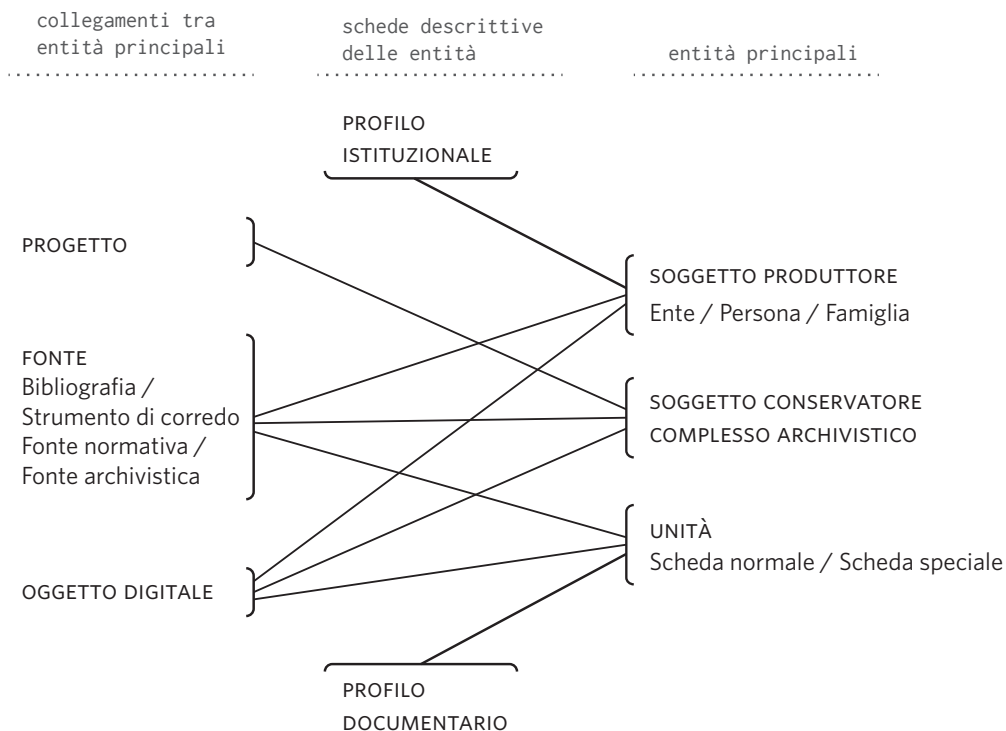 collegamenti tra
entità principali
schede descrittive
delle entità
entità principali
PROFILO
ISTITUZIONALE
PROGETTO
SOGGETTO PRODUTTORE
Ente / Persona / Famiglia
FONTE
Bibliografia /
Strumento di corredo
Fonte normativa /
Fonte archivistica
SOGGETTO CONSERVATORE
COMPLESSO ARCHIVISTICO
UNITÀ
Scheda normale / Scheda speciale
OGGETTO DIGITALE
PROFILO
DOCUMENTARIO